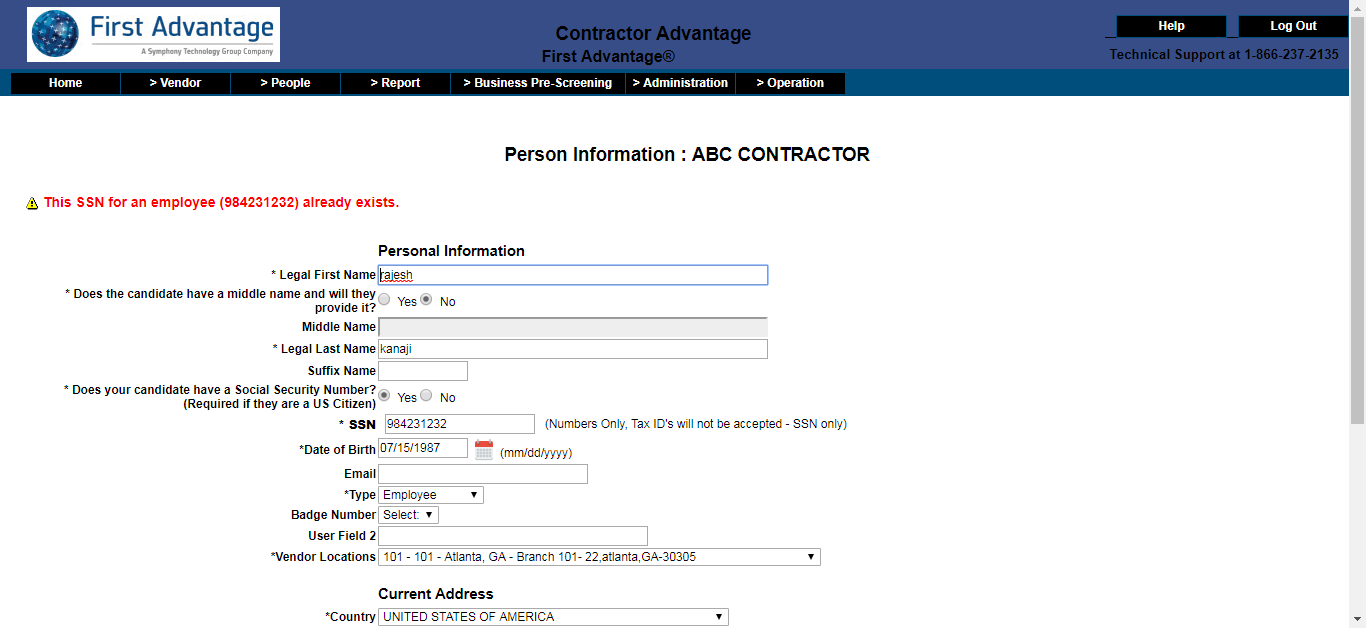 First Advantage
A Symphony Technology Group Company
Contractor Advantage
First Advantage®
Help
Log Out
Technical Support at 1-866-237-2135
Home
> Vendor
> People
> Report
> Business Pre-Screening
> Administration
> Operation
Person Information : ABC CONTRACTOR
This SSN for an employee (984231232) already exists.
Personal Information
* Legal First Name rajesh
* Does the candidate have a middle name and will they
provide it? Yes No
Middle Name
* Legal Last Name kanaji
Suffix Name
* Does your candidate have a Social Security Number?
(Required if they are a US Citizen) Yes No
* SSN 984231232 (Numbers Only, Tax ID's will not be accepted - SSN only)
*Date of Birth 07/15/1987 (mm/dd/yyyy)
Email
*Type Employee
Badge Number Select:
User Field 2
*Vendor Locations 101 - 101 - Atlanta, GA - Branch 101- 22,atlanta,GA-30305
Current Address
*Country UNITED STATES OF AMERICA